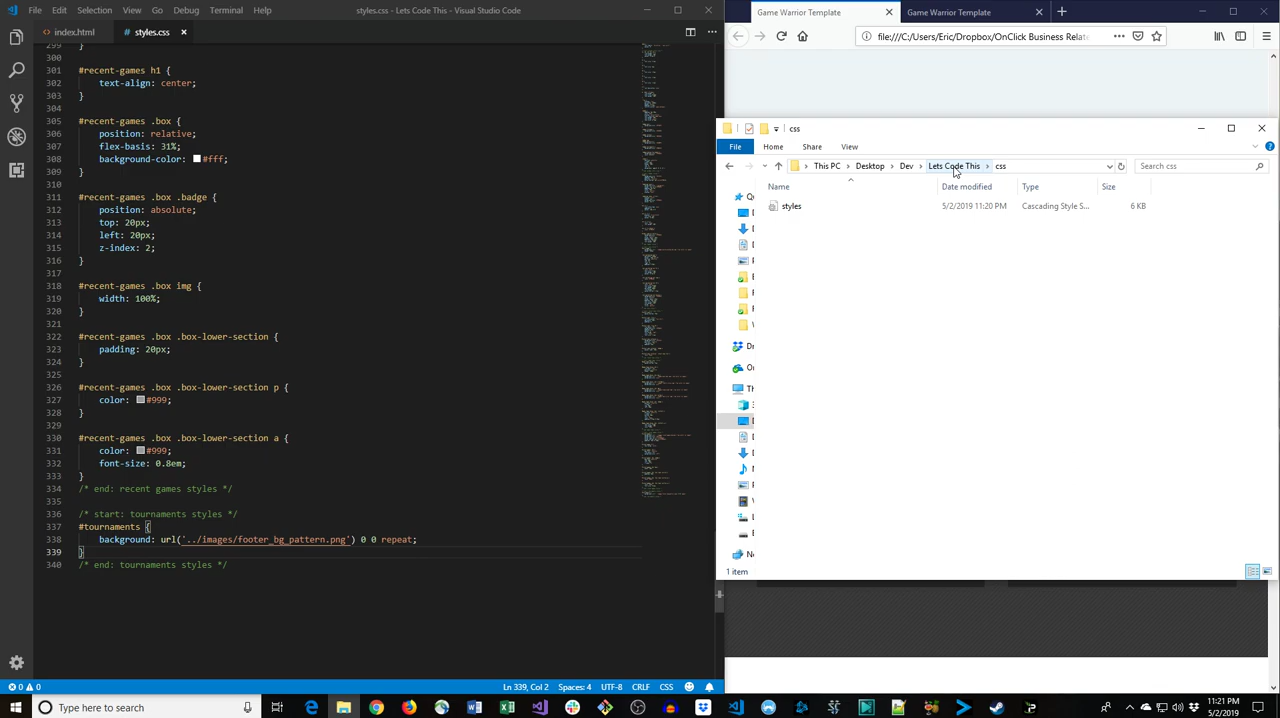 File Edit Selection View Go Debug Terminal Help
styles.css - Lets Code This - Visual Studio Code
index.html
styles.css
299 }
300
301 #recent-games h1 {
302 text-align: center;
303 }
304
305 #recent-games .box {
306 position: relative;
307 flex-basis: 31%;
308 background-color: #fff;
309 }
310
311 #recent-games .box .badge {
312 position: absolute;
313 top: 20px;
314 left: 20px;
315 z-index: 2;
316 }
317
318 #recent-games .box img {
319 width: 100%;
320 }
321
322 #recent-games .box .box-lower-section {
323 padding: 20px;
324 }
325
326 #recent-games .box .box-lower-section p {
327 color: #999;
328 }
329
330 #recent-games .box .box-lower-section a {
331 color: #999;
332 font-size: 0.8em;
333 }
334 /* end: recent games styles */
335
336 /* start: tournaments styles */
337 #tournaments {
338 background: url('../images/footer_bg_pattern.png') 0 0 repeat;
339 }
340 /* end: tournaments styles */
0 0
Ln 339, Col 2 Spaces: 4 UTF-8 CRLF CSS
Game Warrior Template
Game Warrior Template
file:///C:/Users/Eric/Dropbox/OnClick Business Relate
css
File Home Share View
This PC > Desktop > Dev > Lets Code This > css
Search css
Name Date modified Type Size
styles 5/2/2019 11:20 PM Cascading Style S... 6 KB
1 item
Type here to search
11:21 PM
5/2/2019